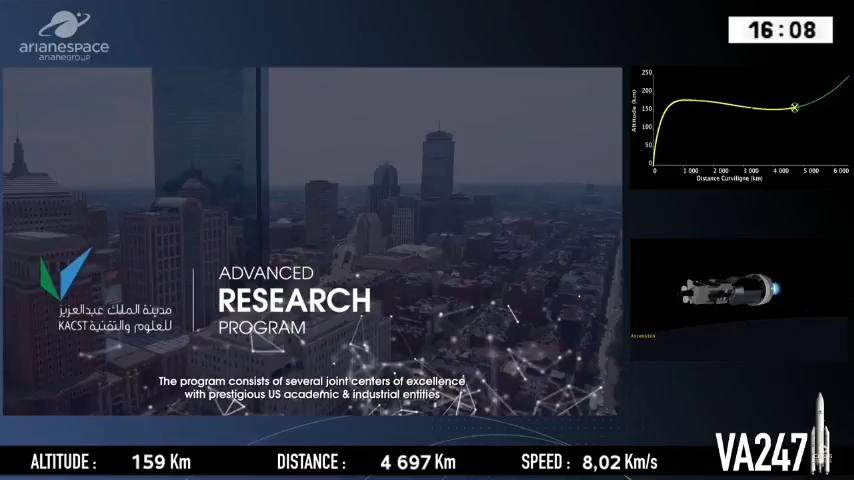 arianespace
ARIANEGROUP
16:08
250
200
150
100
50
0
Altitude (km)
0 1 000 2 000 3 000 4 000 5 000 6 000
Distance Curviligne (km)
مدينة الملك عبدالعزيز
للعلوم والتقنية KACST
ADVANCED
RESEARCH
PROGRAM
The program consists of several joint centers of excellence
with prestigious US academic & industrial entities
Ascension
ALTITUDE : 159 Km DISTANCE : 4 697 Km SPEED : 8,02 Km/s
VA247